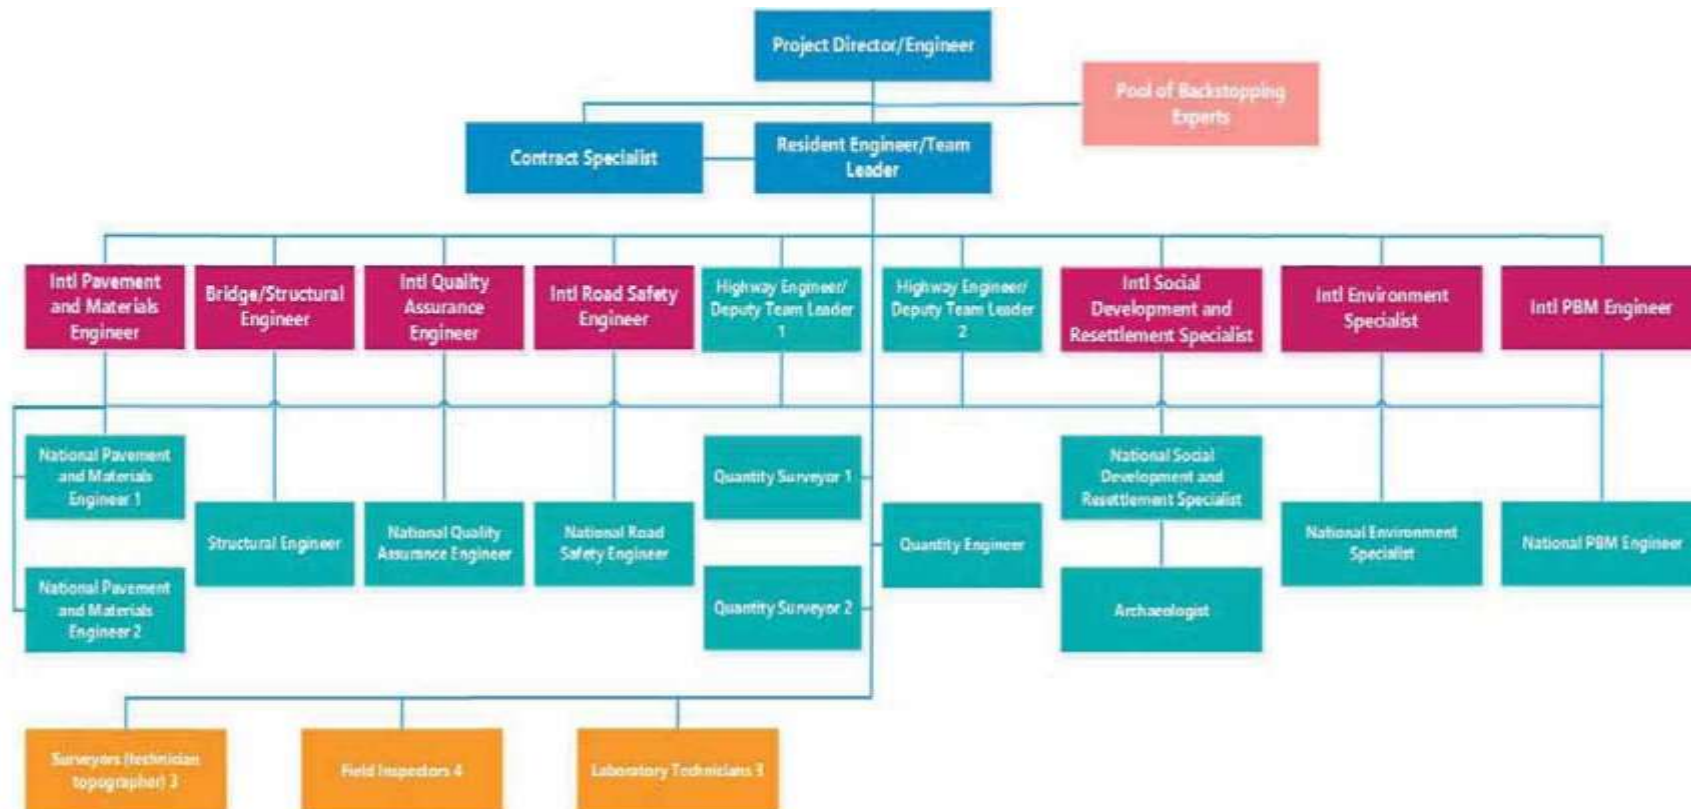 Project Director/Engineer
Pool of Backstopping
Experts
Contract Specialist
Resident Engineer/Team
Leader
Intl Pavement
and Materials
Engineer
Bridge/Structural
Engineer
Intl Quality
Assurance
Engineer
Intl Road Safety
Engineer
Highway Engineer/
Deputy Team Leader
1
Highway Engineer/
Deputy Team Leader
2
Intl Social
Development and
Resettlement Specialist
Intl Environment
Specialist
Intl PBM Engineer
National Pavement
and Materials
Engineer 1
Quantity Surveyor 1
National Social
Development and
Resettlement Specialist
Structural Engineer
National Quality
Assurance Engineer
National Road
Safety Engineer
Quantity Engineer
National Environment
Specialist
National PBM Engineer
National Pavement
and Materials
Engineer 2
Quantity Surveyor 2
Archaeologist
Surveyors (technician
topographer) 3
Field Inspectors 4
Laboratory Technicians 3